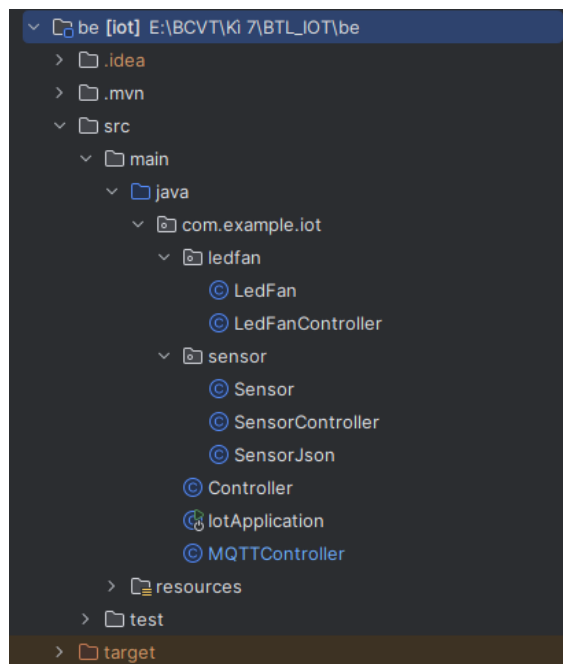 be [iot] E:\BCVT\Kì 7\BTL_IOT\be
.idea
.mvn
src
main
java
com.example.iot
ledfan
LedFan
LedFanController
sensor
Sensor
SensorController
SensorJson
Controller
IotApplication
MQTTController
resources
test
target